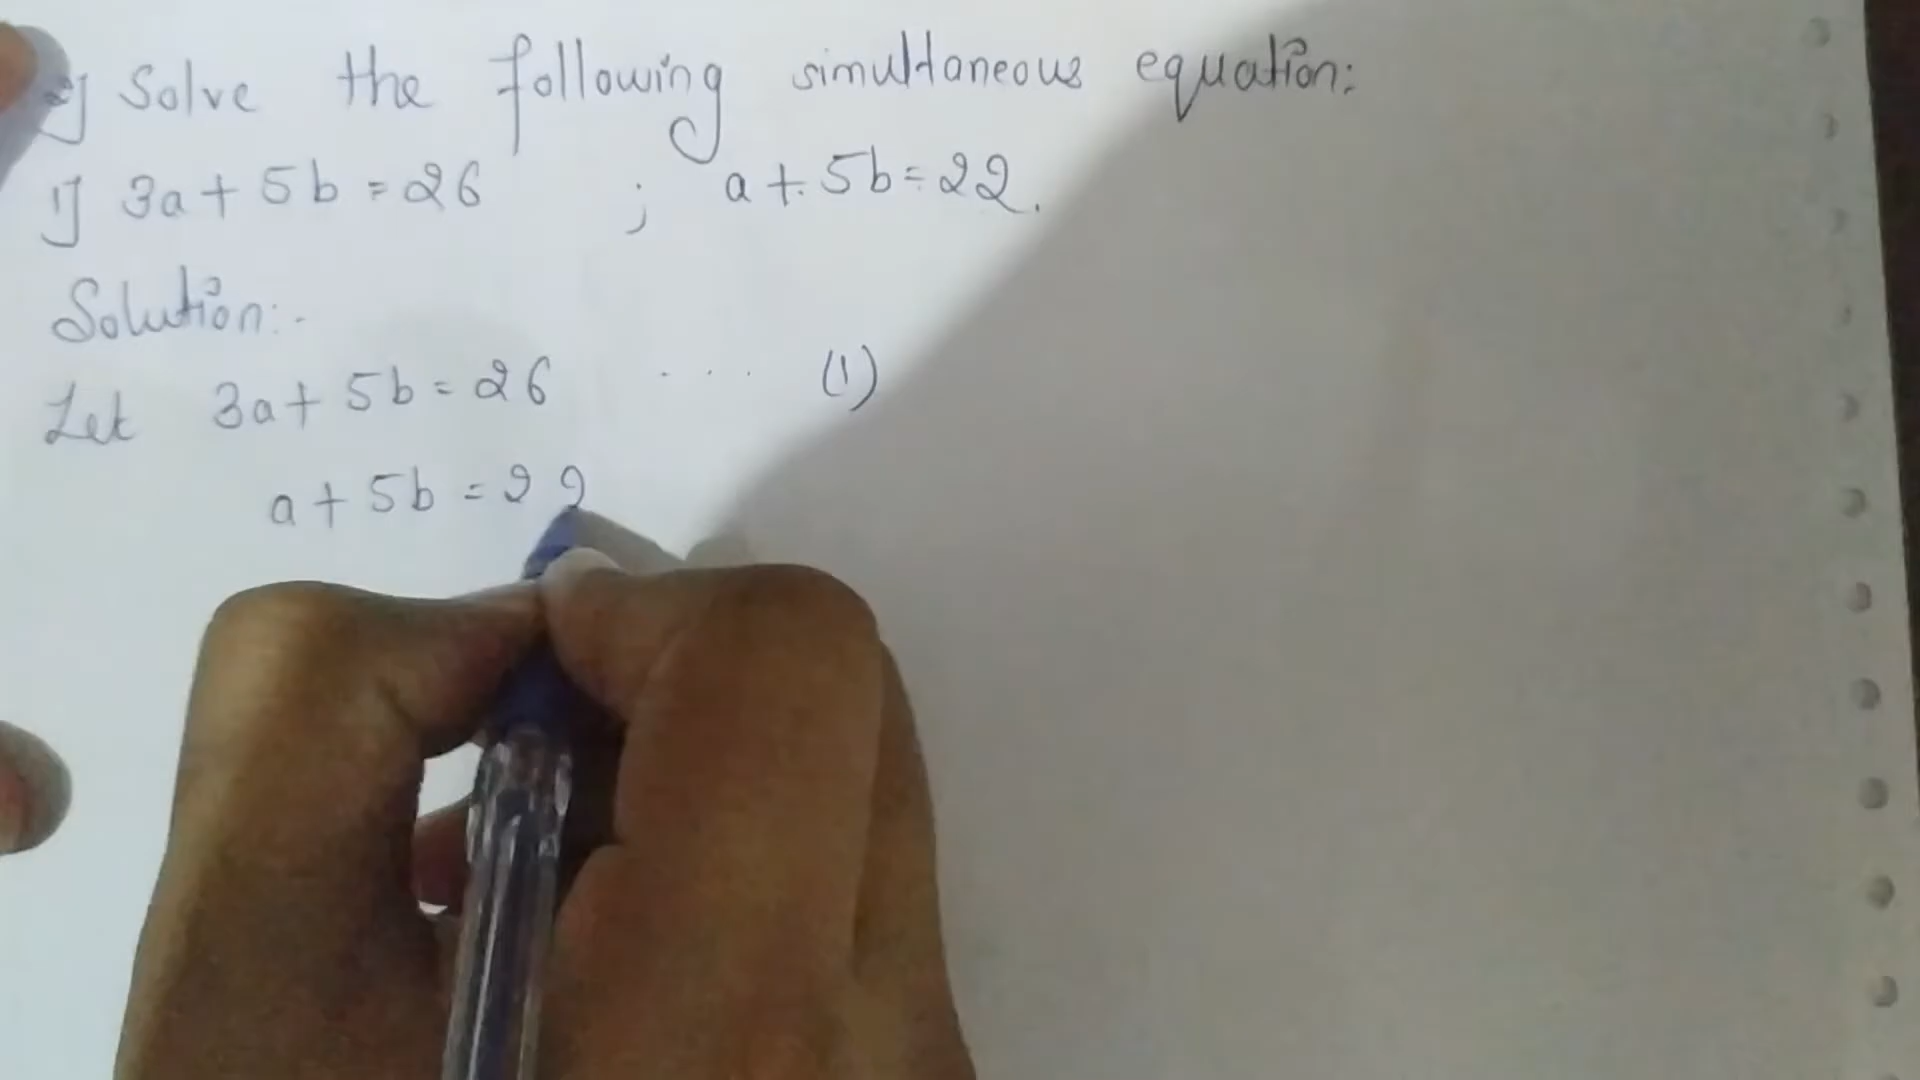 Solve the following simultaneous equation:
1] 3a + 5b = 26 ; a + 5b = 22.
Solution:-
Let 3a + 5b = 26 ... (1)
a + 5b = 22